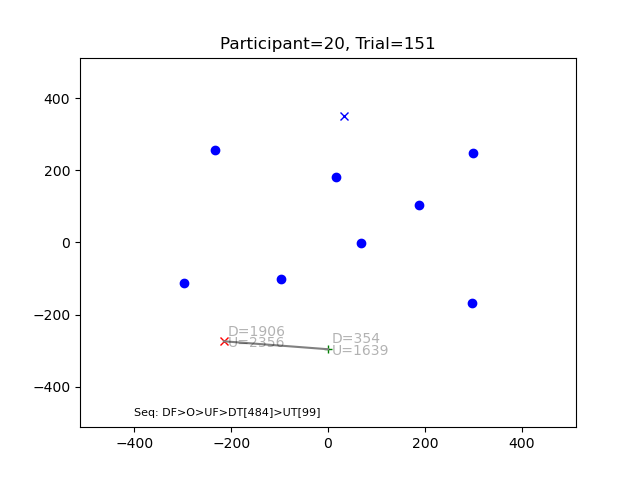 Participant=20, Trial=151
400
200
0
−200
−400
D=1906
U=2356
D=354
U=1639
Seq: DF>O>UF>DT[484]>UT[99]
−400
−200
0
200
400